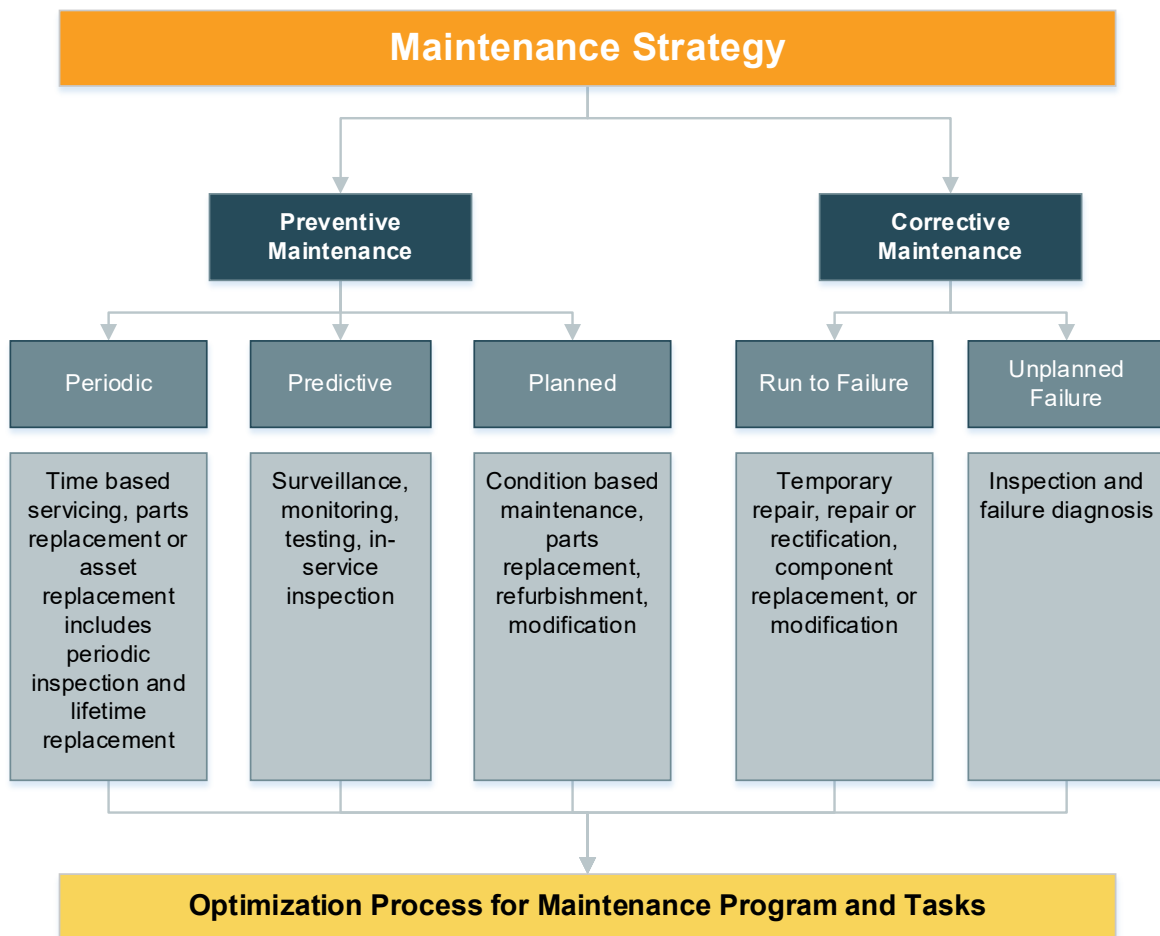 Maintenance Strategy
Preventive
Maintenance
Corrective
Maintenance
Periodic
Predictive
Planned
Run to Failure
Unplanned
Failure
Time based
servicing, parts
replacement or
asset
replacement
includes
periodic
inspection and
lifetime
replacement
Surveillance,
monitoring,
testing, in-
service
inspection
Condition based
maintenance,
parts
replacement,
refurbishment,
modification
Temporary
repair, repair or
rectification,
component
replacement, or
modification
Inspection and
failure diagnosis
Optimization Process for Maintenance Program and Tasks